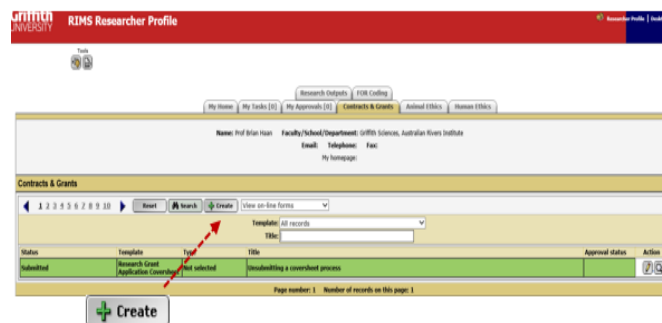 Griffith
UNIVERSITY
RIMS Researcher Profile
Researcher Profile
Tools
Research Outputs
FOR Coding
My Home
My Tasks [0]
My Approvals [0]
Contracts & Grants
Animal Ethics
Human Ethics
Name: Prof Brian Haan Faculty/School/Department: Griffith Sciences, Australian Rivers Institute
Email: Telephone: Fax:
My homepage:
Contracts & Grants
1 2 3 4 5 6 7 8 9 10 Reset Search Create View on-line forms
Template: All records
Title:
Status Template Type Title Approval status Action
Submitted Research Grant Application Coversheet Not selected Unsubmitting a coversheet process
Page number: 1 Number of records on this page: 1
Create